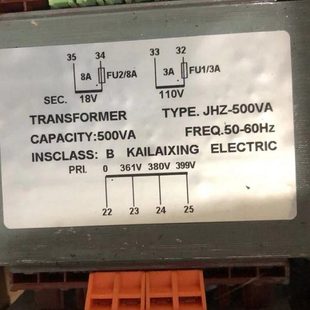 35 34 33 32
8A FU2/8A 3A FU1/3A
SEC. 18V 110V
TRANSFORMER TYPE. JHZ-500VA
CAPACITY:500VA FREQ.50-60Hz
INSCLASS: B KAILAIXING ELECTRIC
PRI. 0 361V 380V 399V
22 23 24 25